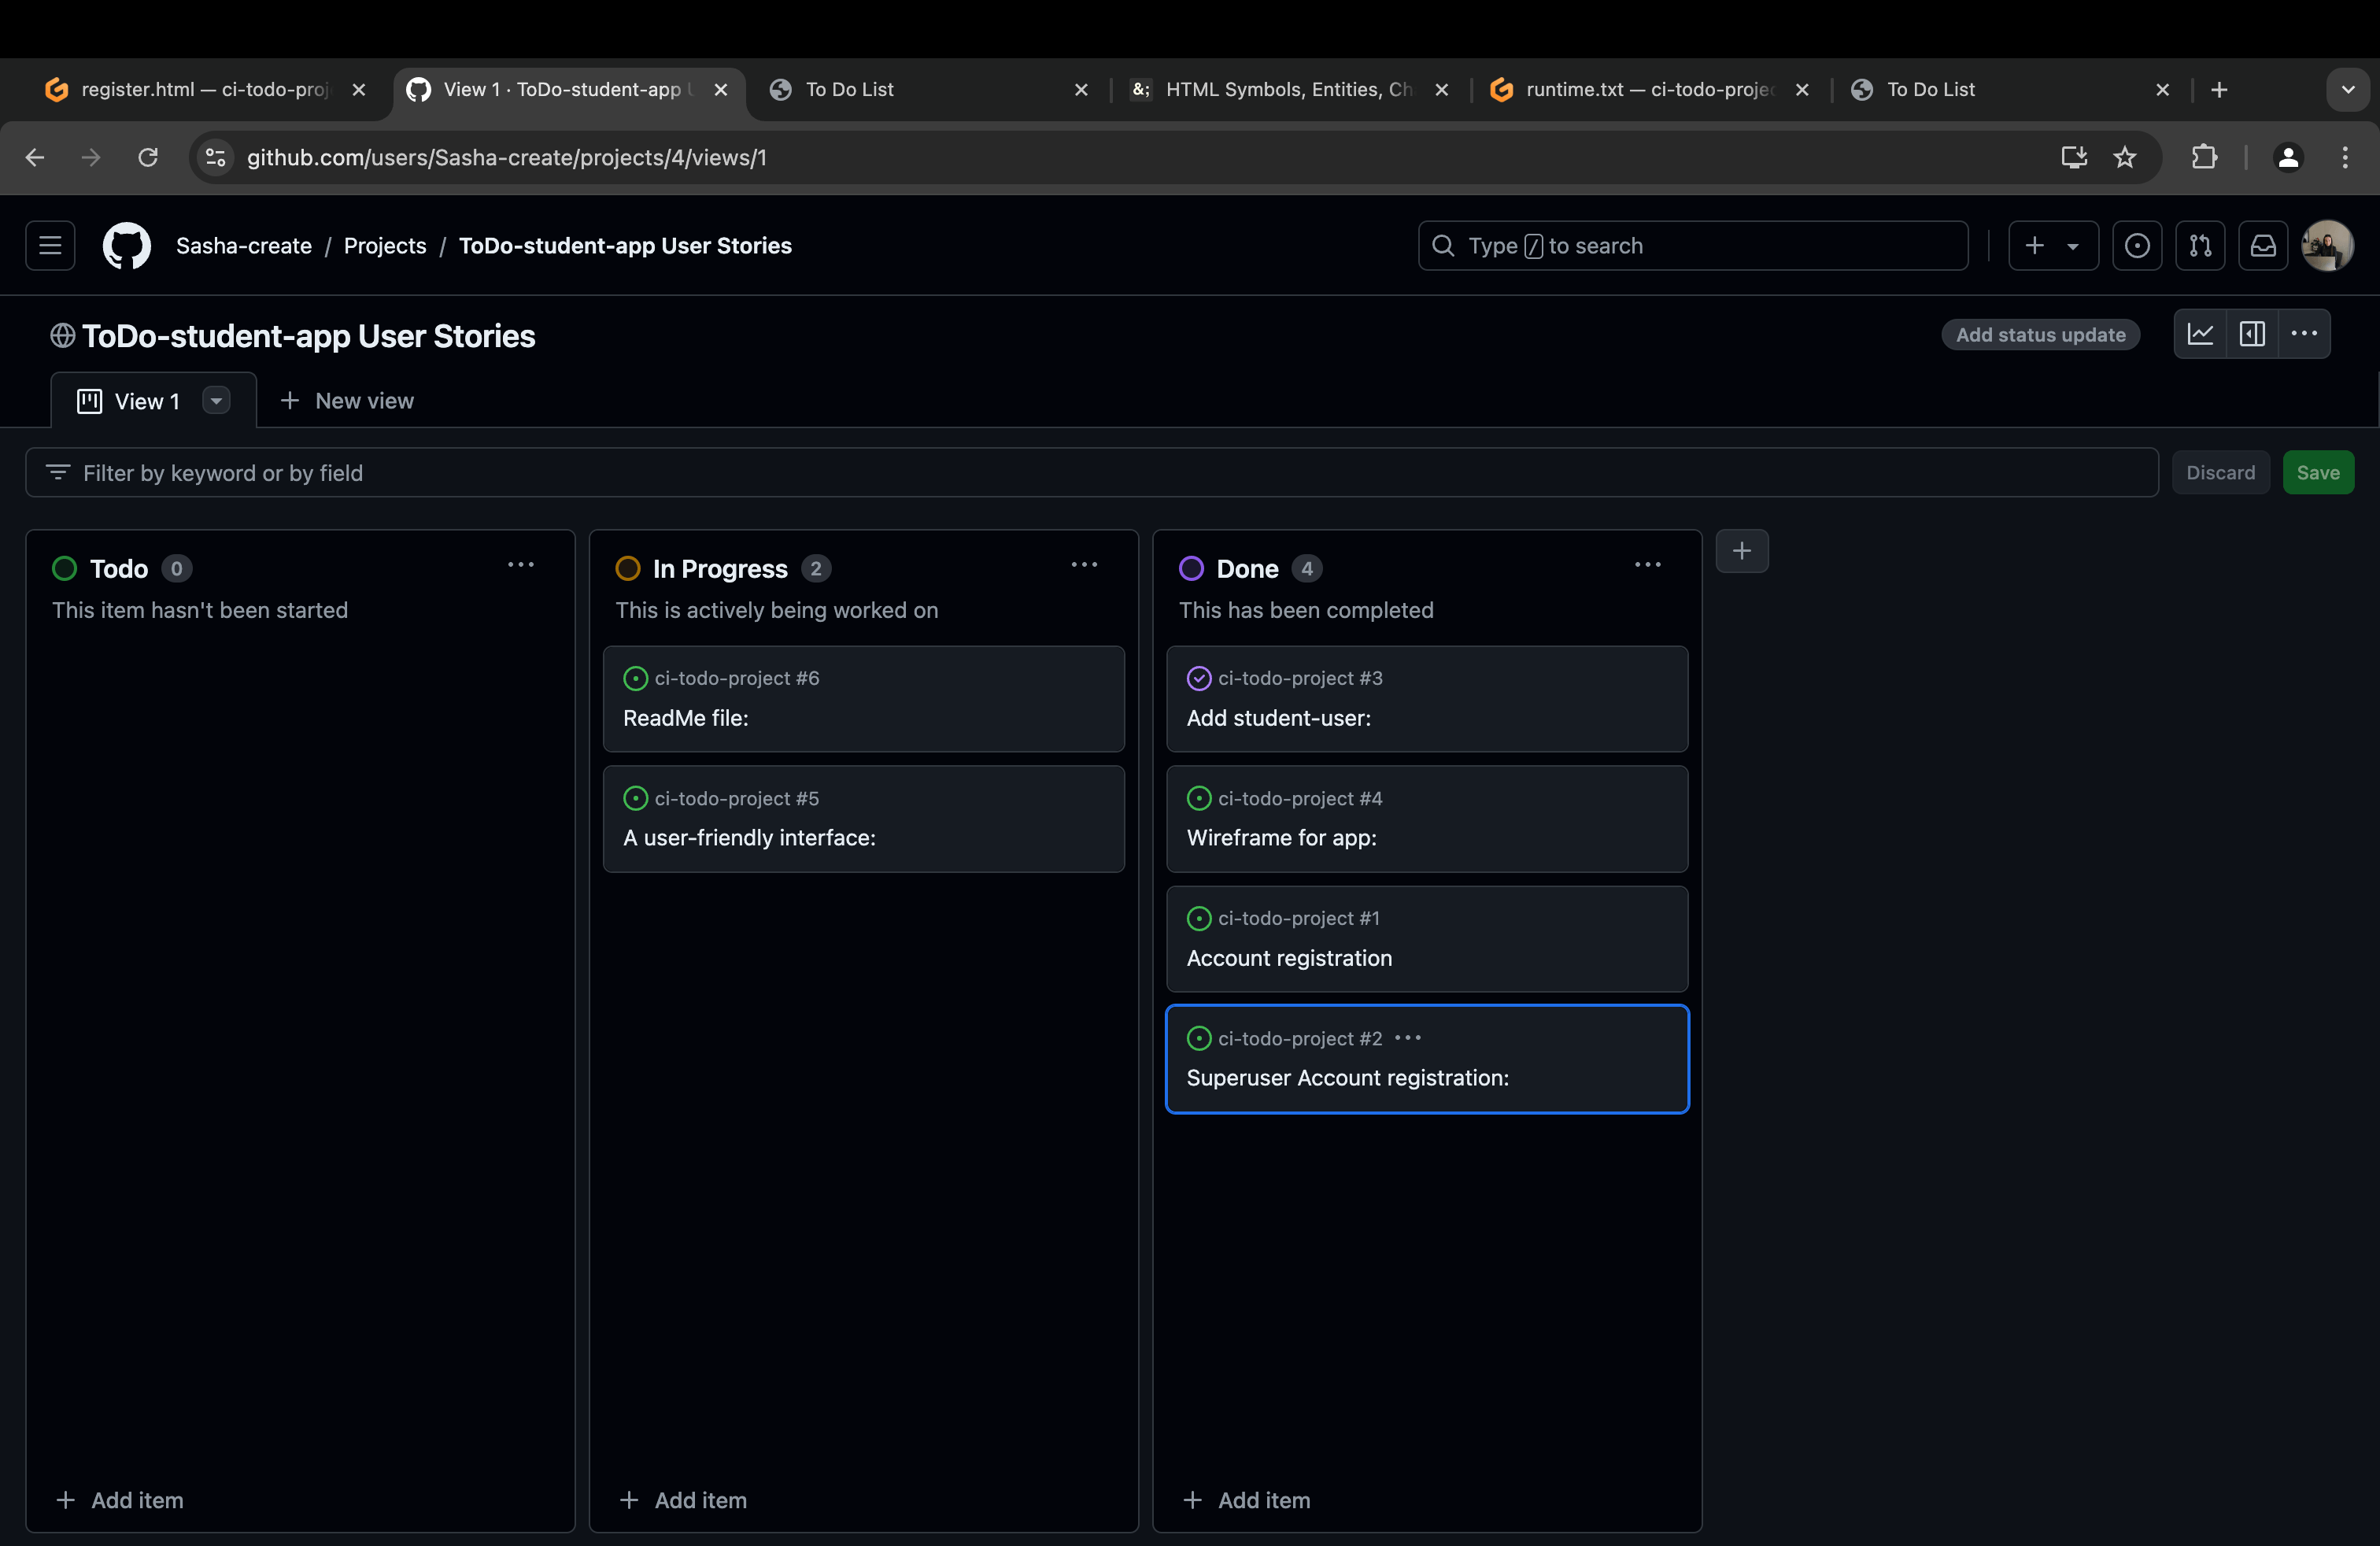 register.html — ci-todo-proj
View 1 · ToDo-student-app U
To Do List
&; HTML Symbols, Entities, Ch
runtime.txt — ci-todo-projec
To Do List
github.com/users/Sasha-create/projects/4/views/1
Sasha-create / Projects / ToDo-student-app User Stories
Type / to search
ToDo-student-app User Stories
Add status update
View 1
New view
Filter by keyword or by field
Discard
Save
Todo 0
This item hasn't been started
Add item
In Progress 2
This is actively being worked on
ci-todo-project #6
ReadMe file:
ci-todo-project #5
A user-friendly interface:
Add item
Done 4
This has been completed
ci-todo-project #3
Add student-user:
ci-todo-project #4
Wireframe for app:
ci-todo-project #1
Account registration
ci-todo-project #2
Superuser Account registration:
Add item